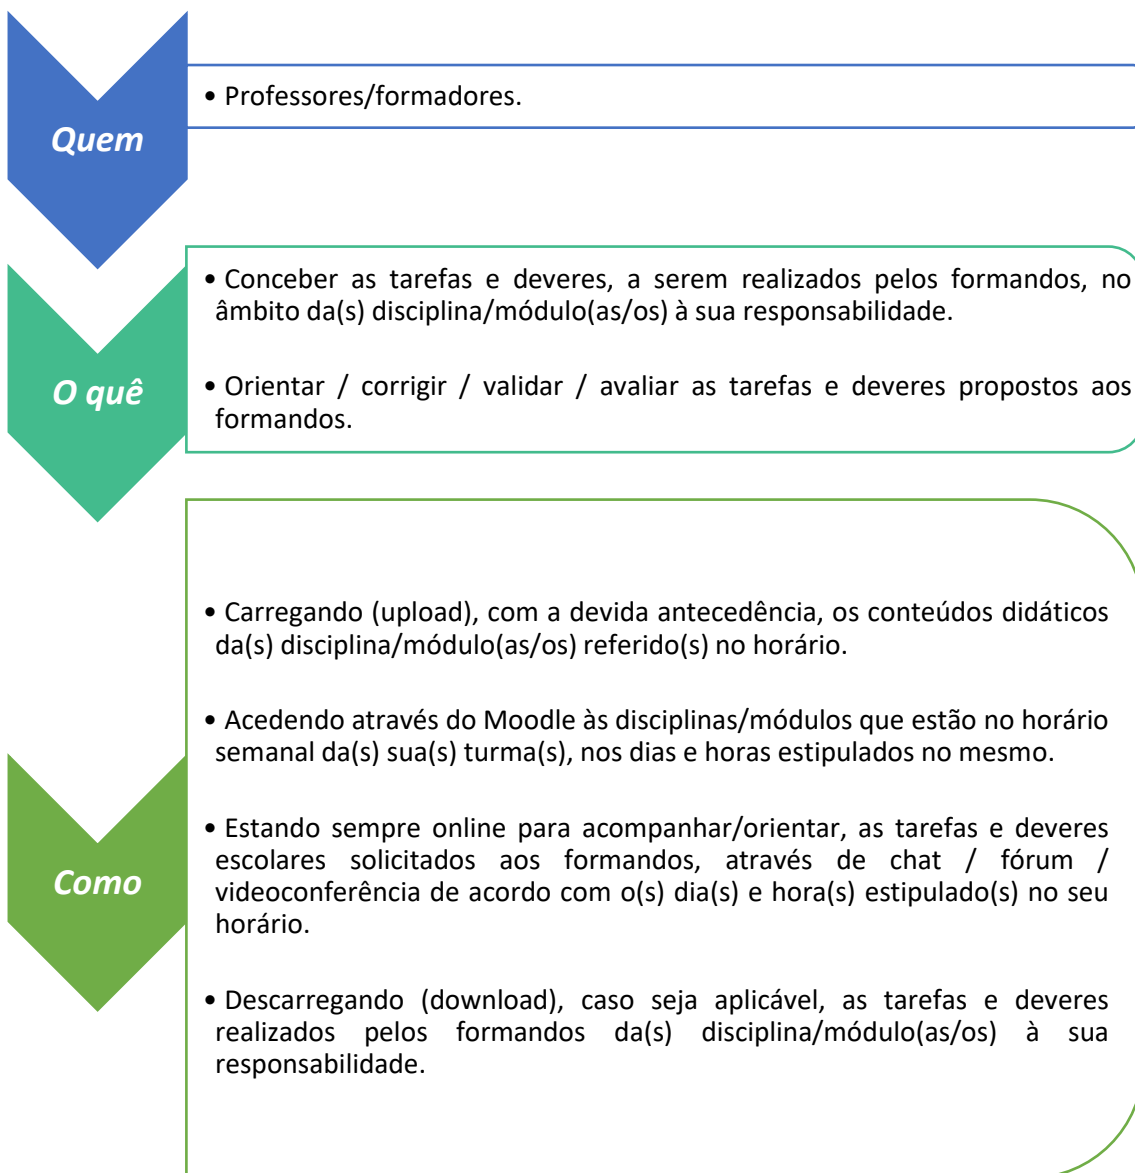 Quem
• Professores/formadores.
O quê
• Conceber as tarefas e deveres, a serem realizados pelos formandos, no
âmbito da(s) disciplina/módulo(as/os) à sua responsabilidade.
• Orientar / corrigir / validar / avaliar as tarefas e deveres propostos aos
formandos.
Como
• Carregando (upload), com a devida antecedência, os conteúdos didáticos
da(s) disciplina/módulo(as/os) referido(s) no horário.
• Acedendo através do Moodle às disciplinas/módulos que estão no horário
semanal da(s) sua(s) turma(s), nos dias e horas estipulados no mesmo.
• Estando sempre online para acompanhar/orientar, as tarefas e deveres
escolares solicitados aos formandos, através de chat / fórum /
videoconferência de acordo com o(s) dia(s) e hora(s) estipulado(s) no seu
horário.
• Descarregando (download), caso seja aplicável, as tarefas e deveres
realizados pelos formandos da(s) disciplina/módulo(as/os) à sua
responsabilidade.